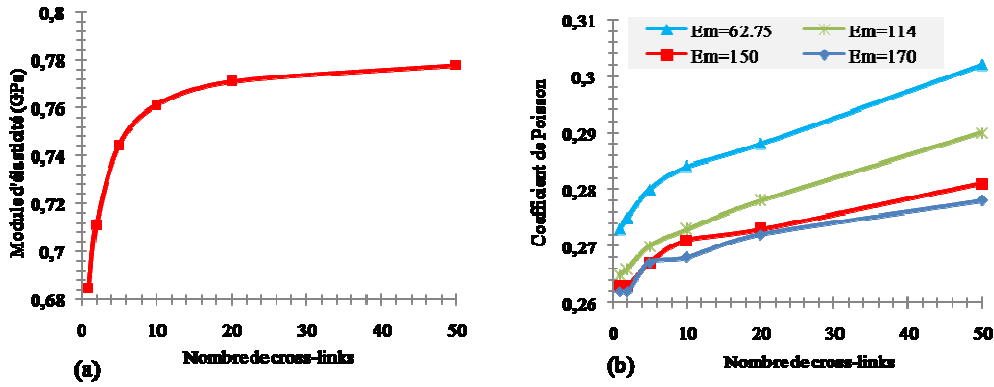 0,8
0,78
0,76
0,74
0,72
0,7
0,68
Module d'élasticité (GPa)
0 10 20 30 40 50
Nombre de cross-links
(a)
0,31
0,3
0,29
0,28
0,27
0,26
Coefficient de Poisson
Em=62.75 Em=114
Em=150 Em=170
0 10 20 30 40 50
Nombre de cross-links
(b)